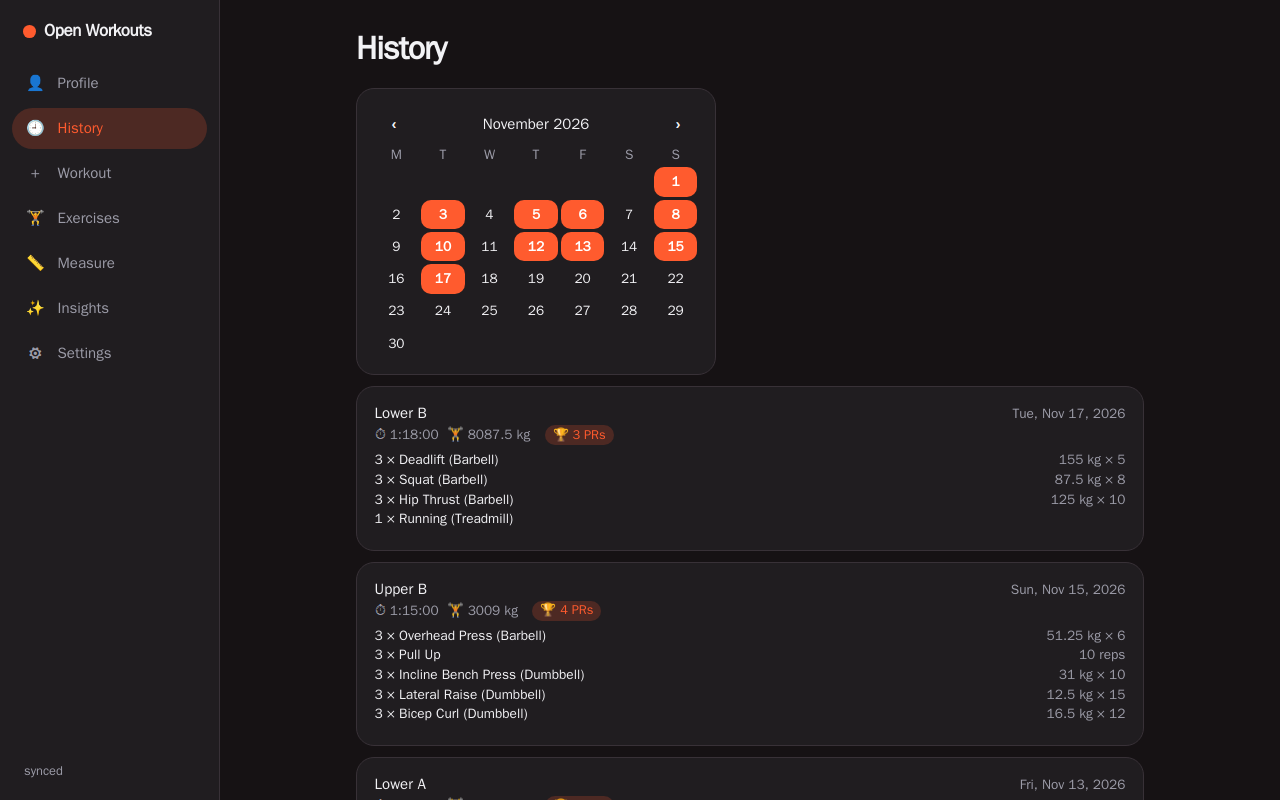 Open Workouts
Profile
History
+ Workout
Exercises
Measure
Insights
Settings
synced
History
‹ November 2026 ›
M T W T F S S
1
2 3 4 5 6 7 8
9 10 11 12 13 14 15
16 17 18 19 20 21 22
23 24 25 26 27 28 29
30
Lower B Tue, Nov 17, 2026
⏱ 1:18:00 🏋 8087.5 kg 🏆 3 PRs
3 × Deadlift (Barbell) 155 kg × 5
3 × Squat (Barbell) 87.5 kg × 8
3 × Hip Thrust (Barbell) 125 kg × 10
1 × Running (Treadmill)
Upper B Sun, Nov 15, 2026
⏱ 1:15:00 🏋 3009 kg 🏆 4 PRs
3 × Overhead Press (Barbell) 51.25 kg × 6
3 × Pull Up 10 reps
3 × Incline Bench Press (Dumbbell) 31 kg × 10
3 × Lateral Raise (Dumbbell) 12.5 kg × 15
3 × Bicep Curl (Dumbbell) 16.5 kg × 12
Lower A Fri, Nov 13, 2026